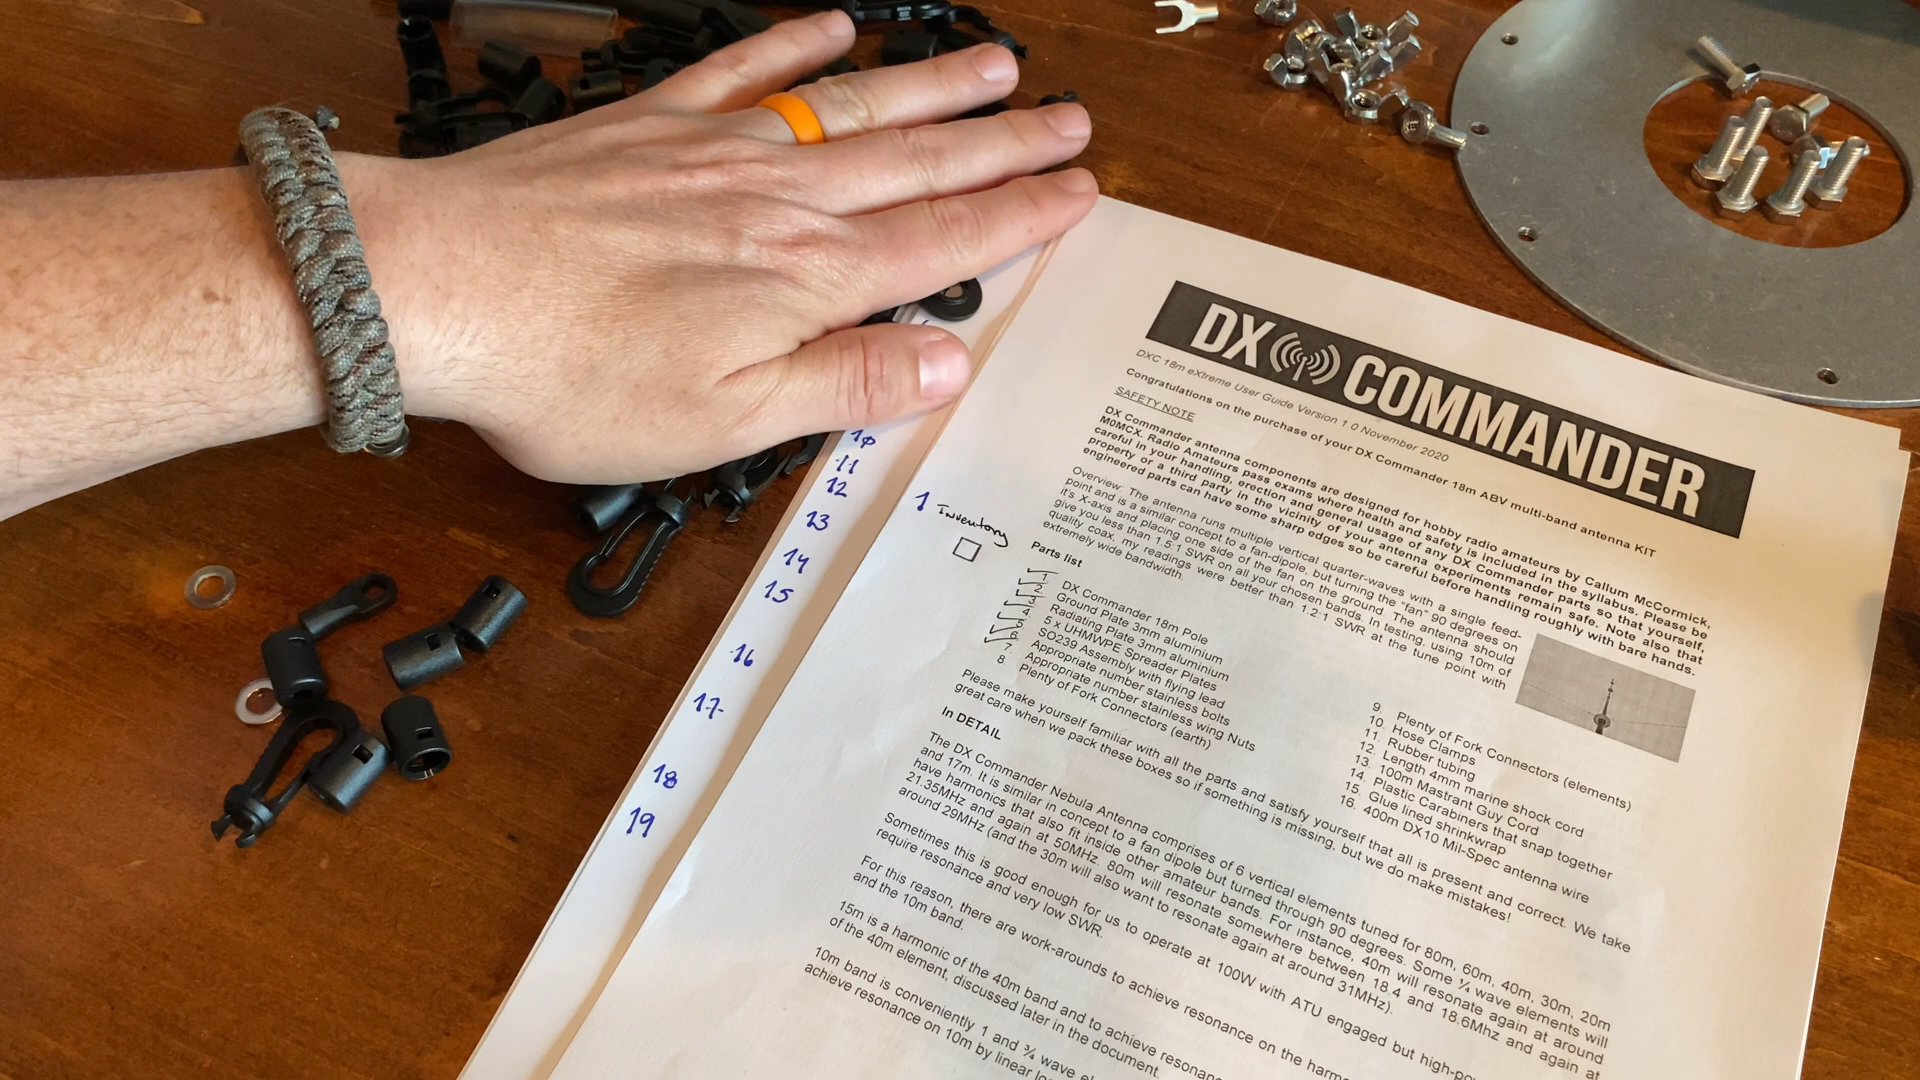 DX COMMANDER
DXC 18m eXtreme User Guide Version 1.0 November 2020
Congratulations on the purchase of your DX Commander 18m ABV multi-band antenna KIT
SAFETY NOTE
DX Commander antenna components are designed for hobby radio amateurs by Callum McCormick,
M0MCX. Radio Amateurs pass exams where health and safety is included in the syllabus. Please be
careful in your handling, erection and general usage of any DX Commander parts so that yourself,
property or a third party in the vicinity of your antenna experiments remain safe. Note also that
engineered parts can have some sharp edges so be careful before handling roughly with bare hands.
Overview: The antenna runs multiple vertical quarter-waves with a single feed-
point and is a similar concept to a fan-dipole, but turning the "fan" 90 degrees on
it's X-axis and placing one side of the fan on the ground. The antenna should
give you less than 1.5:1 SWR on all your chosen bands. In testing, using 10m of
quality coax, my readings were better than 1.2:1 SWR at the tune point with
extremely wide bandwidth.
1 Inventory
Parts list
1. DX Commander 18m Pole
2. Ground Plate 3mm aluminium
3. Radiating Plate 3mm aluminium
4. 5 x UHMWPE Spreader Plates
5. SO239 Assembly with flying lead
6. Appropriate number stainless bolts
7. Appropriate number stainless wing Nuts
8. Plenty of Fork Connectors (earth)
9. Plenty of Fork Connectors (elements)
10. Hose Clamps
11. Rubber tubing
12. Length 4mm marine shock cord
13. 100m Mastrant Guy Cord
14. Plastic Carabiners that snap together
15. Glue lined shrinkwrap
16. 400m DX10 Mil-Spec antenna wire
Please make yourself familiar with all the parts and satisfy yourself that all is present and correct. We take
great care when we pack these boxes so if something is missing, but we do make mistakes!
In DETAIL
The DX Commander Nebula Antenna comprises of 6 vertical elements tuned for 80m, 60m, 40m, 30m, 20m
and 17m. It is similar in concept to a fan dipole but turned through 90 degrees. Some ¼ wave elements will
have harmonics that also fit inside other amateur bands. For instance, 40m will resonate again at around
21.35MHz and again at 50MHz. 80m will resonate somewhere between 18.4 and 18.6Mhz and again at
around 29MHz (and the 30m will also want to resonate again at around 31MHz).
Sometimes this is good enough for us to operate at 100W with ATU engaged but high-po
require resonance and very low SWR.
For this reason, there are work-arounds to achieve resonance on the harm
and the 10m band.
15m is a harmonic of the 40m band and to achieve resonan
of the 40m element, discussed later in the document.
10m band is conveniently 1 and ¾ wave el
achieve resonance on 10m by linear lo
10
11
12
13
14
15
16
17
18
19